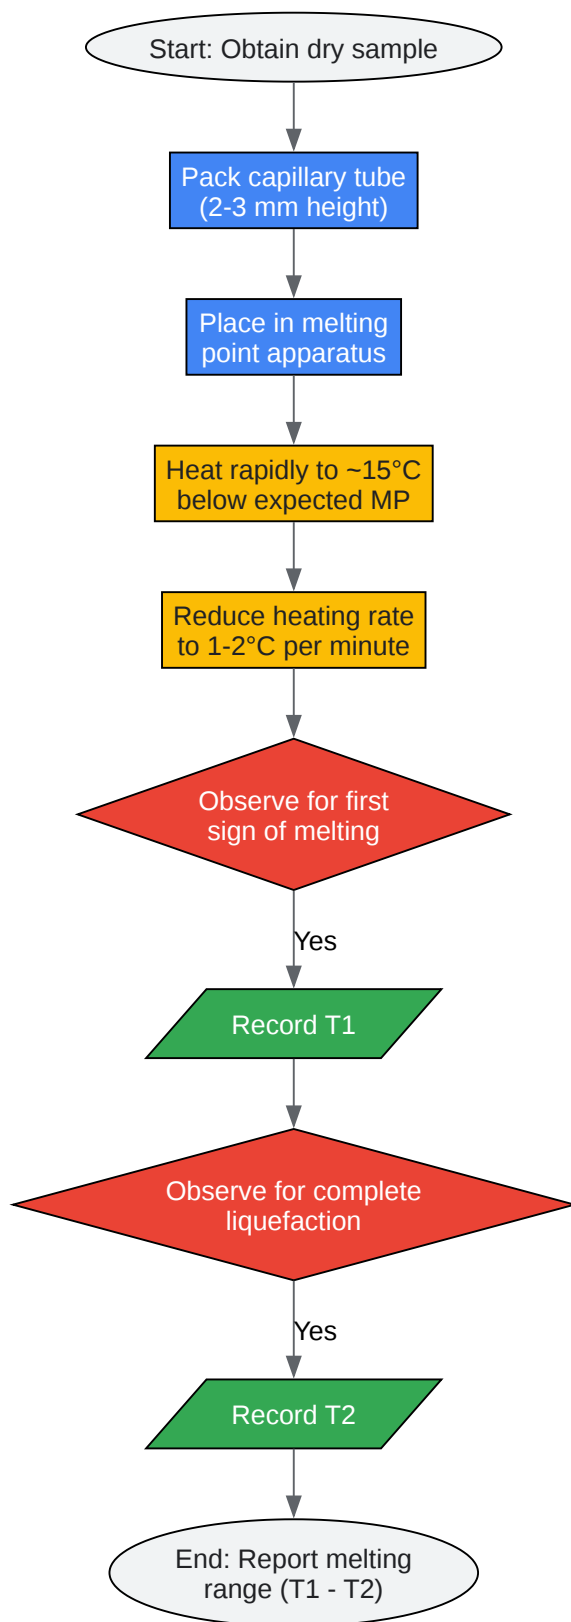 Start: Obtain dry sample
Pack capillary tube
(2-3 mm height)
Place in melting
point apparatus
Heat rapidly to ~15°C
below expected MP
Reduce heating rate
to 1-2°C per minute
Observe for first
sign of melting
Yes
Record T1
Observe for complete
liquefaction
Yes
Record T2
End: Report melting
range (T1 - T2)